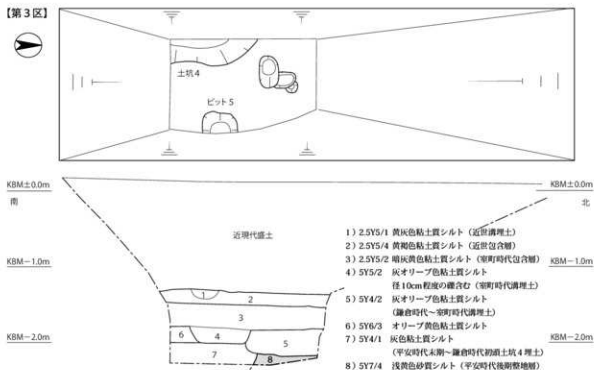 【第3区】
土坑4
ピット5
KBM±0.0m
KBM±0.0m
南
北
近現代盛土
KBM－1.0m
KBM－1.0m
KBM－2.0m
KBM－2.0m
1
2
3
6
4
5
7
8
1）2.5Y5/1 黄灰色粘土質シルト（近世溝埋土）
2）2.5Y5/4 黄褐色粘土質シルト（近世包含層）
3）2.5Y5/2 暗灰黄色粘土質シルト（室町時代包含層）
4）5Y5/2 灰オリーブ色粘土質シルト
径10cm程度の礫含む（室町時代溝埋土）
5）5Y4/2 灰オリーブ色粘土質シルト
（鎌倉時代～室町時代溝埋土）
6）5Y6/3 オリーブ黄色粘土質シルト
7）5Y4/1 灰色粘土質シルト
（平安時代末期～鎌倉時代初頭土坑4埋土）
8）5Y7/4 浅黄色砂質シルト（平安時代後期整地層）